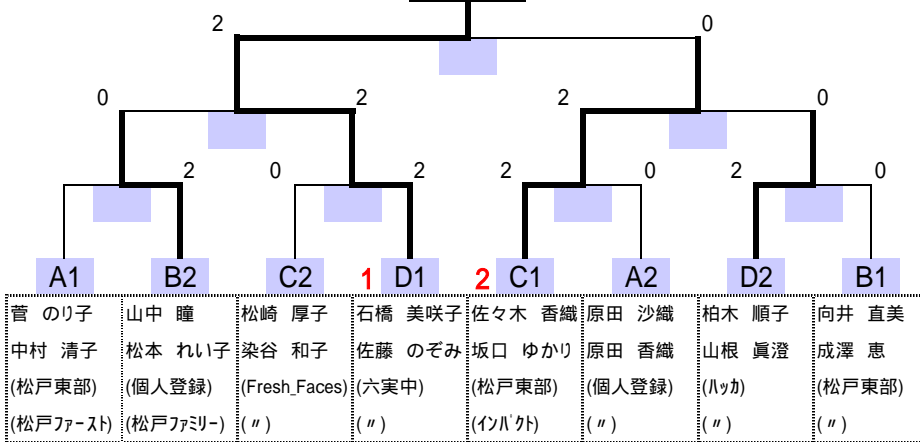 2 0
0 2 2 0
2 0 2 2 0 2 0
A1 B2 C2 1 D1 2 C1 A2 D2 B1
菅 のり子 山中 瞳 松崎 厚子 石橋 美咲子 佐々木 香織 原田 沙織 柏木 順子 向井 直美
中村 清子 松本 れい子 染谷 和子 佐藤 のぞみ 坂口 ゆかり 原田 香織 山根 眞澄 成澤 恵
(松戸東部) (個人登録) (Fresh_Faces) (六実中) (松戸東部) (個人登録) (ハッカ) (松戸東部)
(松戸ファースト) (松戸ファミリー) (〃) (〃) (インパクト) (〃) (〃) (〃)